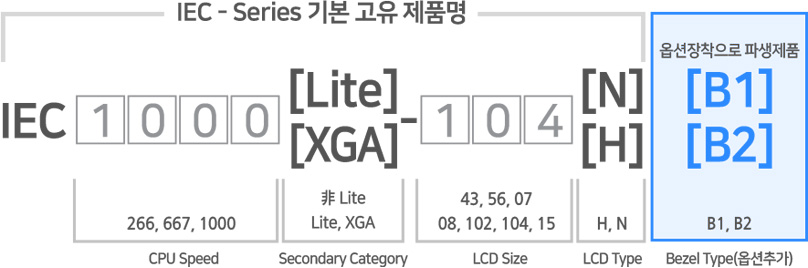 IEC - Series 기본 고유 제품명
옵션장착으로 파생제품
IEC 1000 [Lite] - 104 [N] [B1]
[XGA] [H] [B2]
非 Lite
Lite, XGA
43, 56, 07
08, 102, 104, 15
266, 667, 1000
H, N
B1, B2
CPU Speed
Secondary Category
LCD Size
LCD Type
Bezel Type(옵션추가)